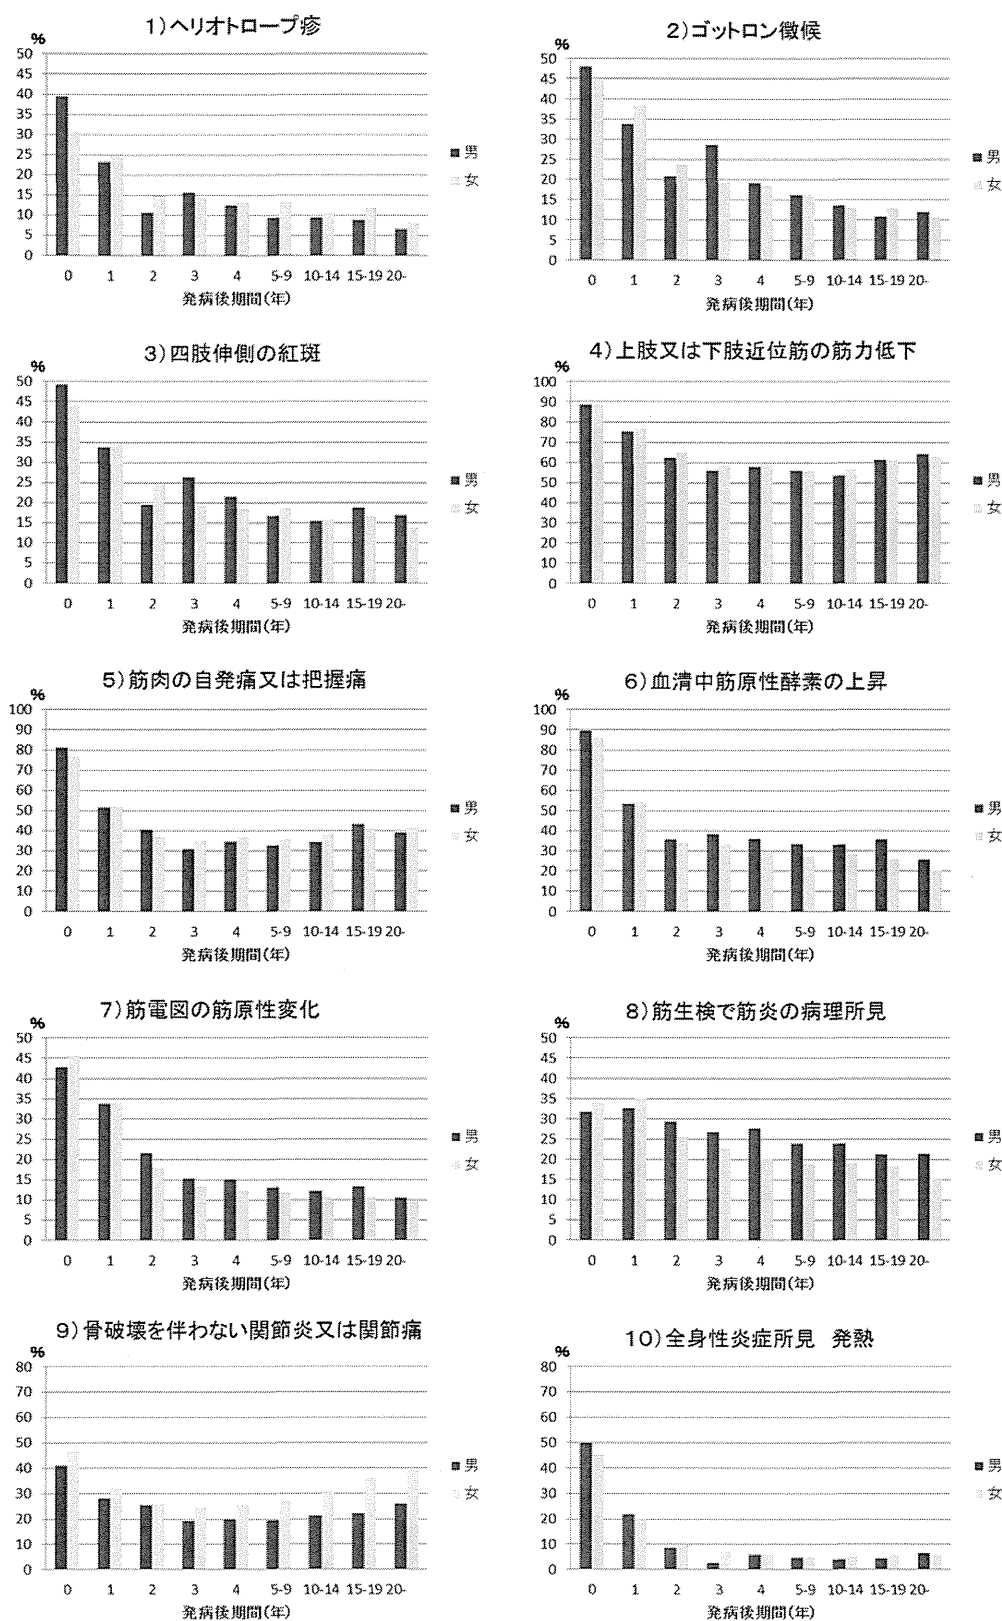 1)ヘリオトロープ疹
%
50
45
40
35
30
25
20
15
10
5
0
男
女
0 1 2 3 4 5-9 10-14 15-19 20-
発病後期間(年)
2)ゴットロン徴候
%
50
45
40
35
30
25
20
15
10
5
0
男
女
0 1 2 3 4 5-9 10-14 15-19 20-
発病後期間(年)
3)四肢伸側の紅斑
%
50
45
40
35
30
25
20
15
10
5
0
男
女
0 1 2 3 4 5-9 10-14 15-19 20-
発病後期間(年)
4)上肢又は下肢近位筋の筋力低下
%
100
90
80
70
60
50
40
30
20
10
0
男
女
0 1 2 3 4 5-9 10-14 15-19 20-
発病後期間(年)
5)筋肉の自発痛又は把握痛
%
100
90
80
70
60
50
40
30
20
10
0
男
女
0 1 2 3 4 5-9 10-14 15-19 20-
発病後期間(年)
6)血清中筋原性酵素の上昇
%
100
90
80
70
60
50
40
30
20
10
0
男
女
0 1 2 3 4 5-9 10-14 15-19 20-
発病後期間(年)
7)筋電図の筋原性変化
%
50
45
40
35
30
25
20
15
10
5
0
男
女
0 1 2 3 4 5-9 10-14 15-19 20-
発病後期間(年)
8)筋生検で筋炎の病理所見
%
50
45
40
35
30
25
20
15
10
5
0
男
女
0 1 2 3 4 5-9 10-14 15-19 20-
発病後期間(年)
9)骨破壊を伴わない関節炎又は関節痛
%
80
70
60
50
40
30
20
10
0
男
女
0 1 2 3 4 5-9 10-14 15-19 20-
発病後期間(年)
10)全身性炎症所見 発熱
%
80
70
60
50
40
30
20
10
0
男
女
0 1 2 3 4 5-9 10-14 15-19 20-
発病後期間(年)